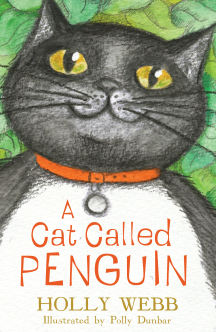 A
Cat Called
PENGUIN
HOLLY WEBB
Illustrated by Polly Dunbar